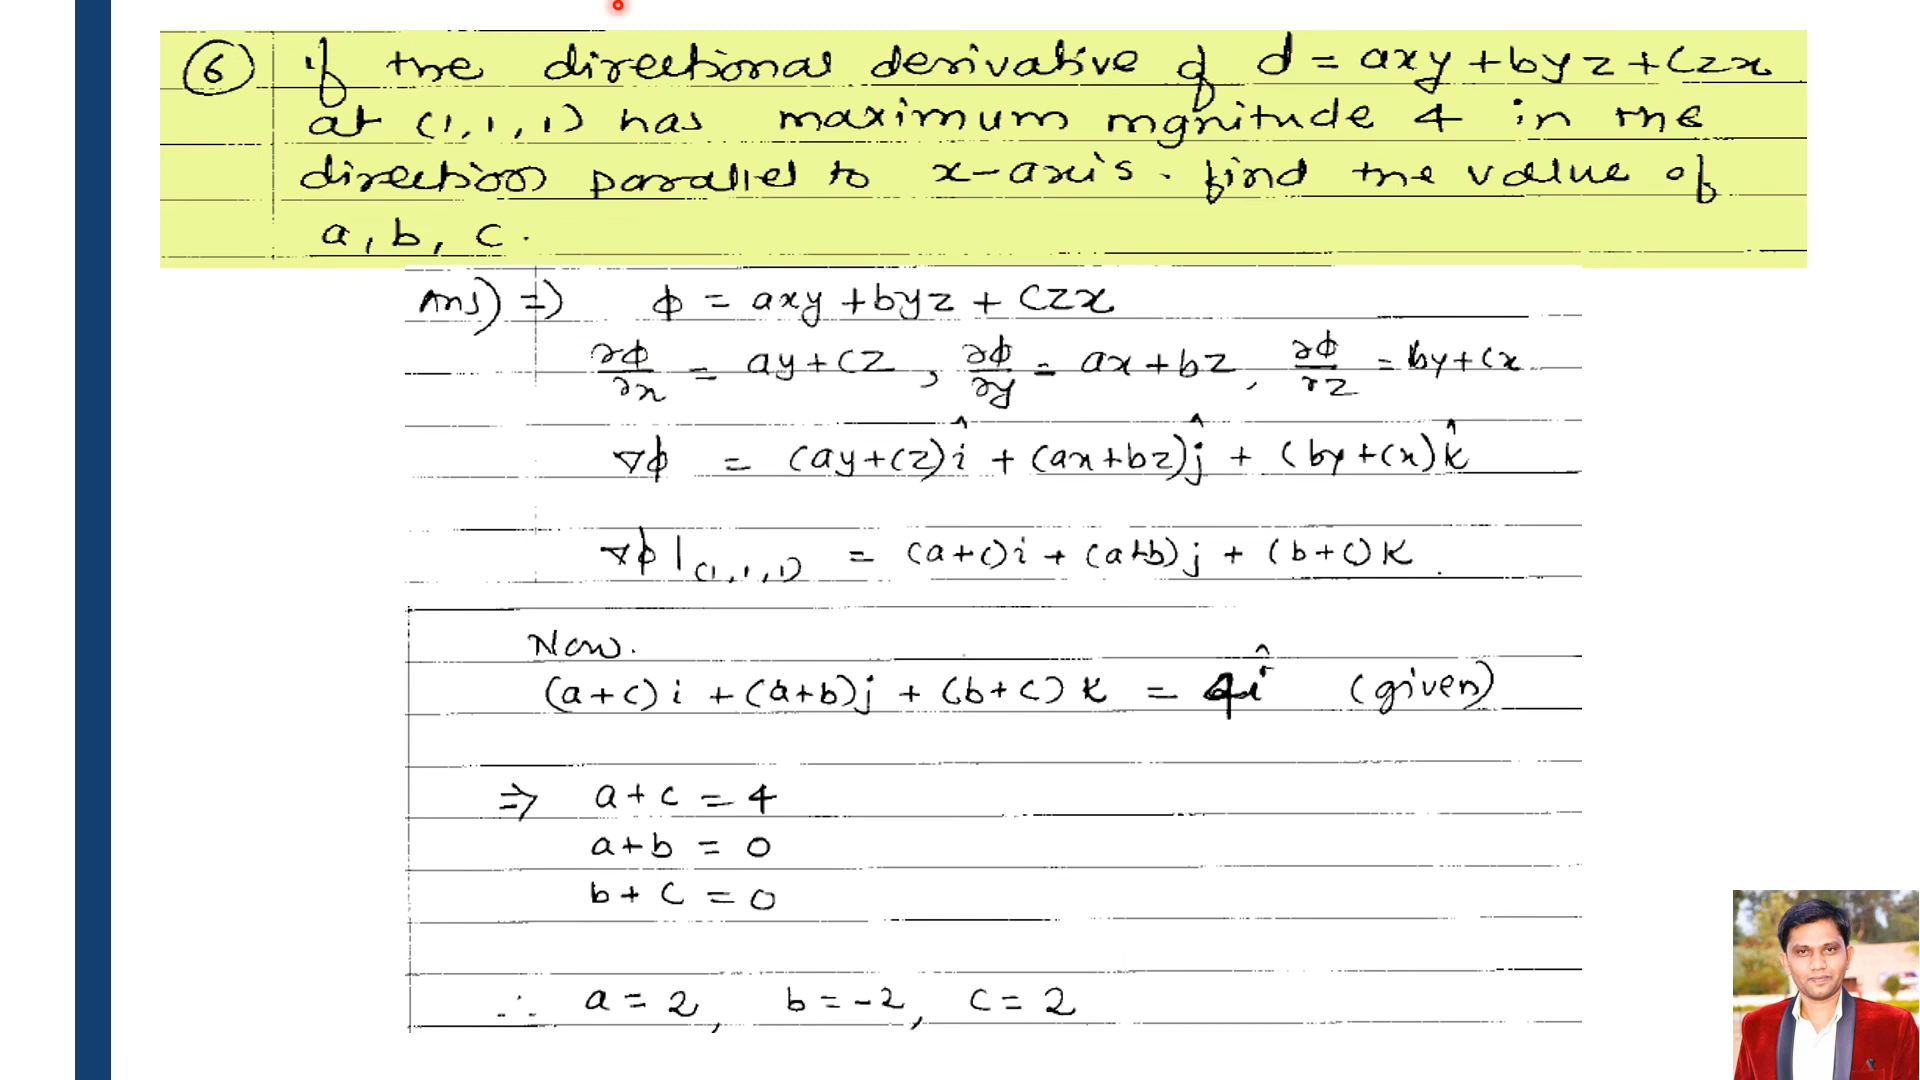 ⑥ if the directional derivative of d = axy + byz + czx
at (1,1,1) has maximum mgnitude 4 in the
direction parallel to x-axis. find the value of
a, b, c.
Ans) ⇒) ϕ = axy + byz + czx
∂ϕ/∂x = ay + cz, ∂ϕ/∂y = ax + bz, ∂ϕ/∂z = by + cx
∇ϕ = (ay + cz) î + (ax + bz) ĵ + (by + cx) k̂
∇ϕ |(1,1,1) = (a+c) i + (a+b) j + (b+c) k.
Now.
(a+c) i + (a+b) j + (b+c) k = 4î (given)
⇒ a + c = 4
a + b = 0
b + c = 0
∴ a = 2, b = -2, c = 2